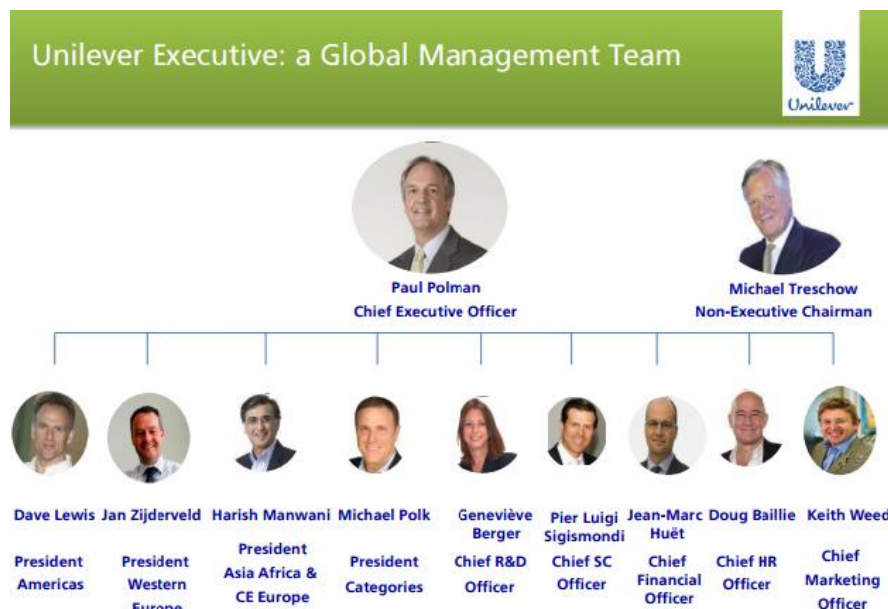 Unilever Executive: a Global Management Team
Unilever
Paul Polman
Chief Executive Officer
Michael Treschow
Non-Executive Chairman
Dave Lewis
President
Americas
Jan Zijderveld
President
Western
Europe
Harish Manwani
President
Asia Africa &
CE Europe
Michael Polk
President
Categories
Geneviève
Berger
Chief R&D
Officer
Pier Luigi
Sigismondi
Chief SC
Officer
Jean-Marc
Huët
Chief
Financial
Officer
Doug Baillie
Chief HR
Officer
Keith Weed
Chief
Marketing
Officer